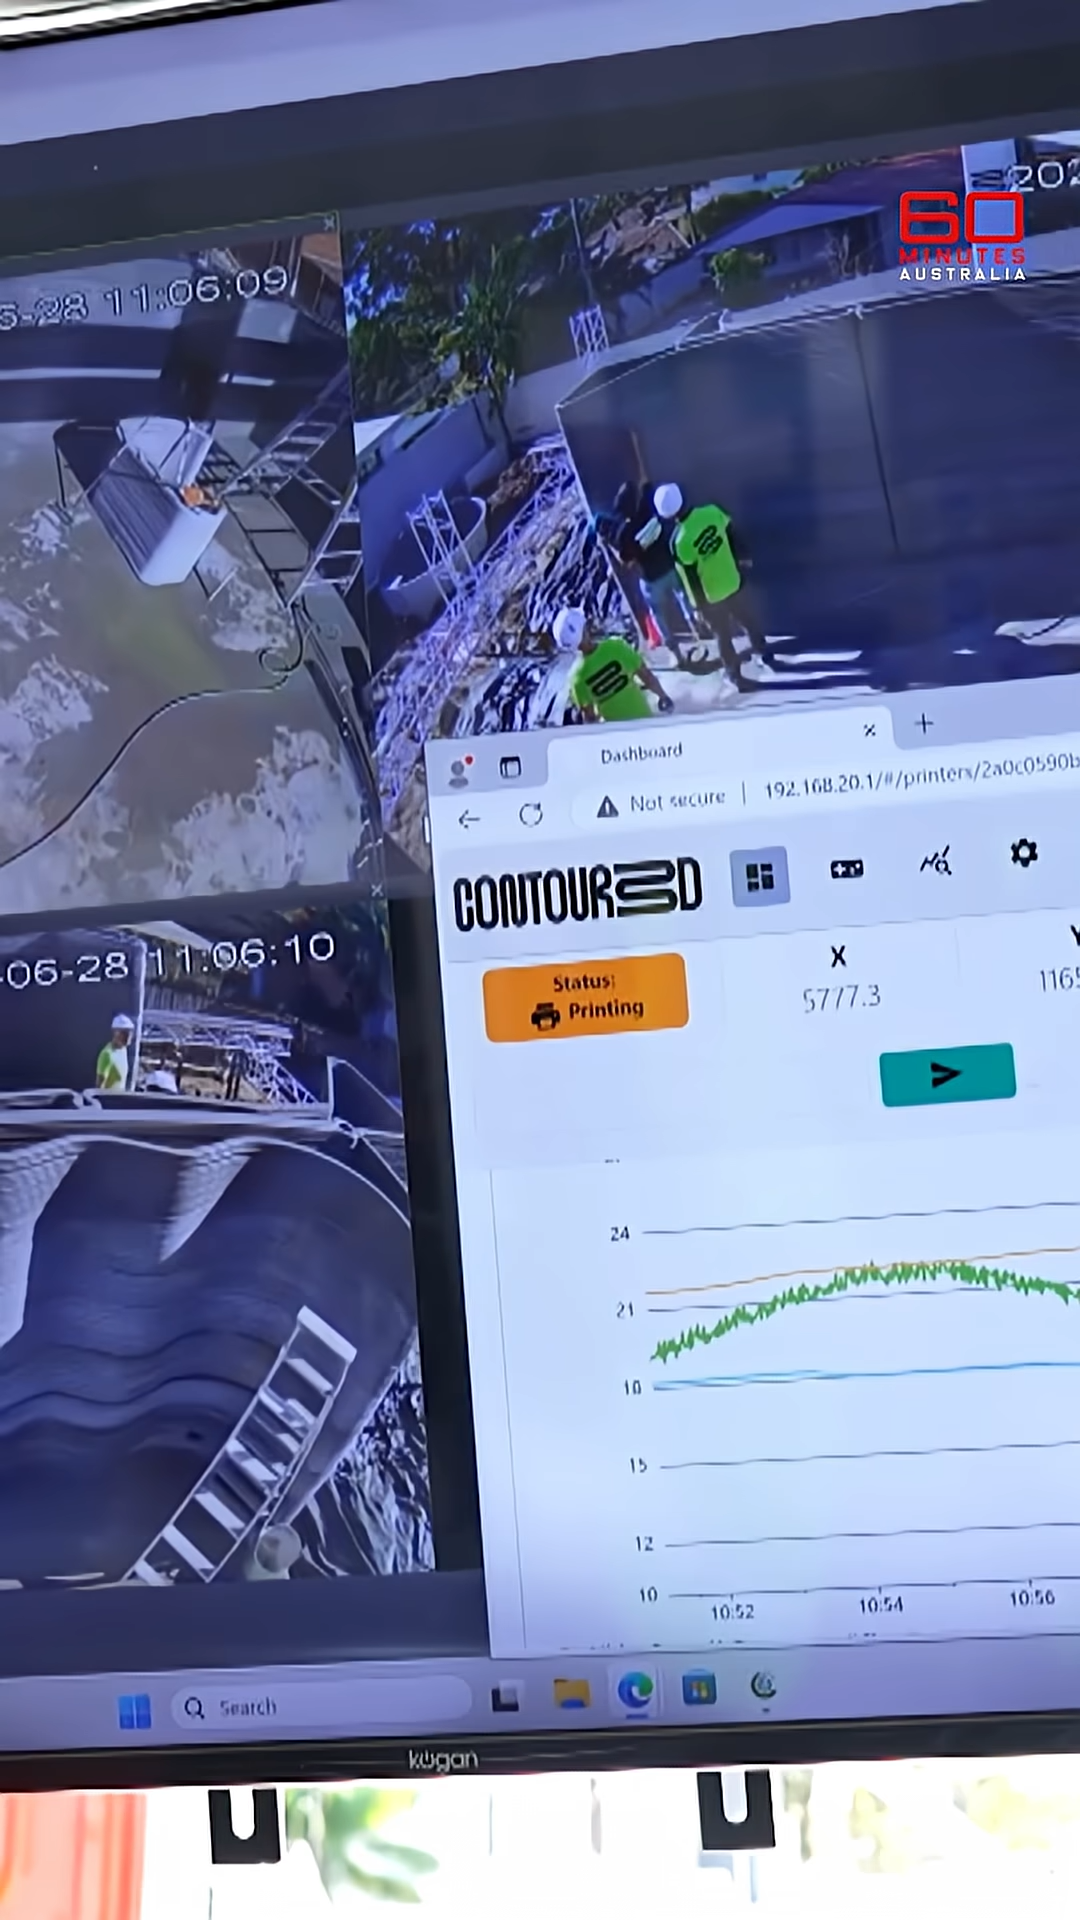 60
MINUTES
AUSTRALIA
202
5-28 11:06:09
-06-28 11:06:10
Dashboard
Not secure | 192.168.20.1/#/printers/2a0c0590b
CONTOUR3D
Status:
Printing
X
5777.3
Y
1165
24
21
18
15
12
10
10:52
10:54
10:56
Search
kogan